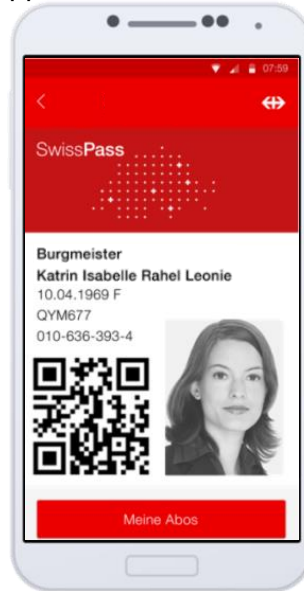 07:59
SwissPass
Burgmeister
Katrin Isabelle Rahel Leonie
10.04.1969 F
QYM677
010-636-393-4
Meine Abos